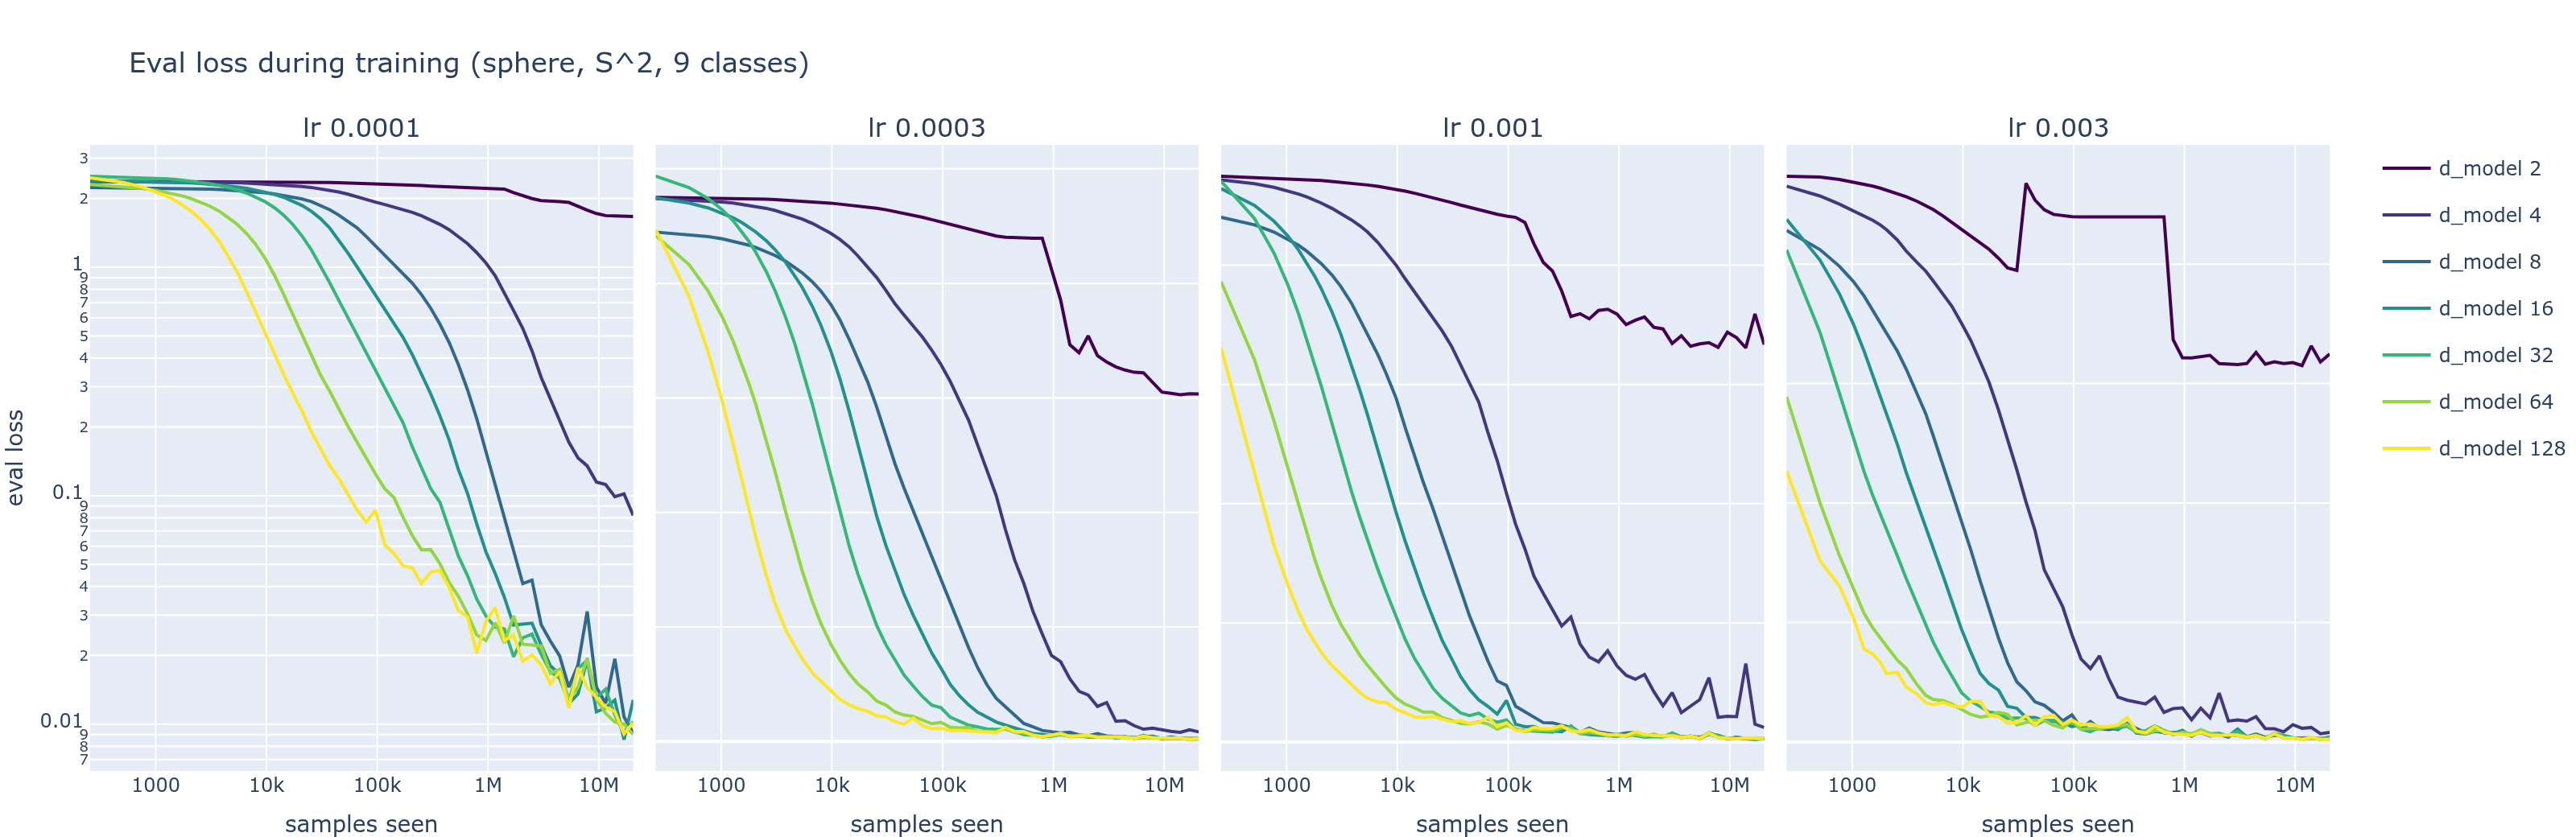 Eval loss during training (sphere, S^2, 9 classes)
lr 0.0001
lr 0.0003
lr 0.001
lr 0.003
eval loss
3
2
1
9
8
7
6
5
4
3
2
0.1
9
8
7
6
5
4
3
2
0.01
9
8
7
1000 10k 100k 1M 10M
1000 10k 100k 1M 10M
1000 10k 100k 1M 10M
1000 10k 100k 1M 10M
samples seen
samples seen
samples seen
samples seen
d_model 2
d_model 4
d_model 8
d_model 16
d_model 32
d_model 64
d_model 128